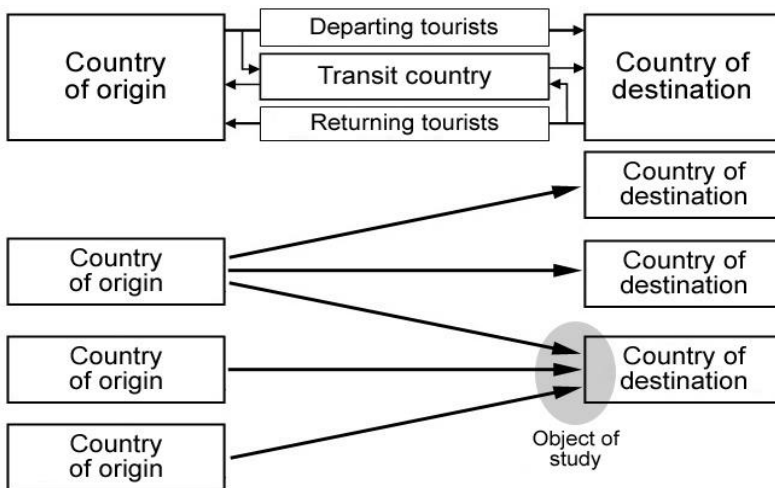 Country
of origin
Departing tourists
Transit country
Returning tourists
Country of
destination
Country of
destination
Country
of origin
Country of
destination
Country
of origin
Country of
destination
Country
of origin
Object of
study